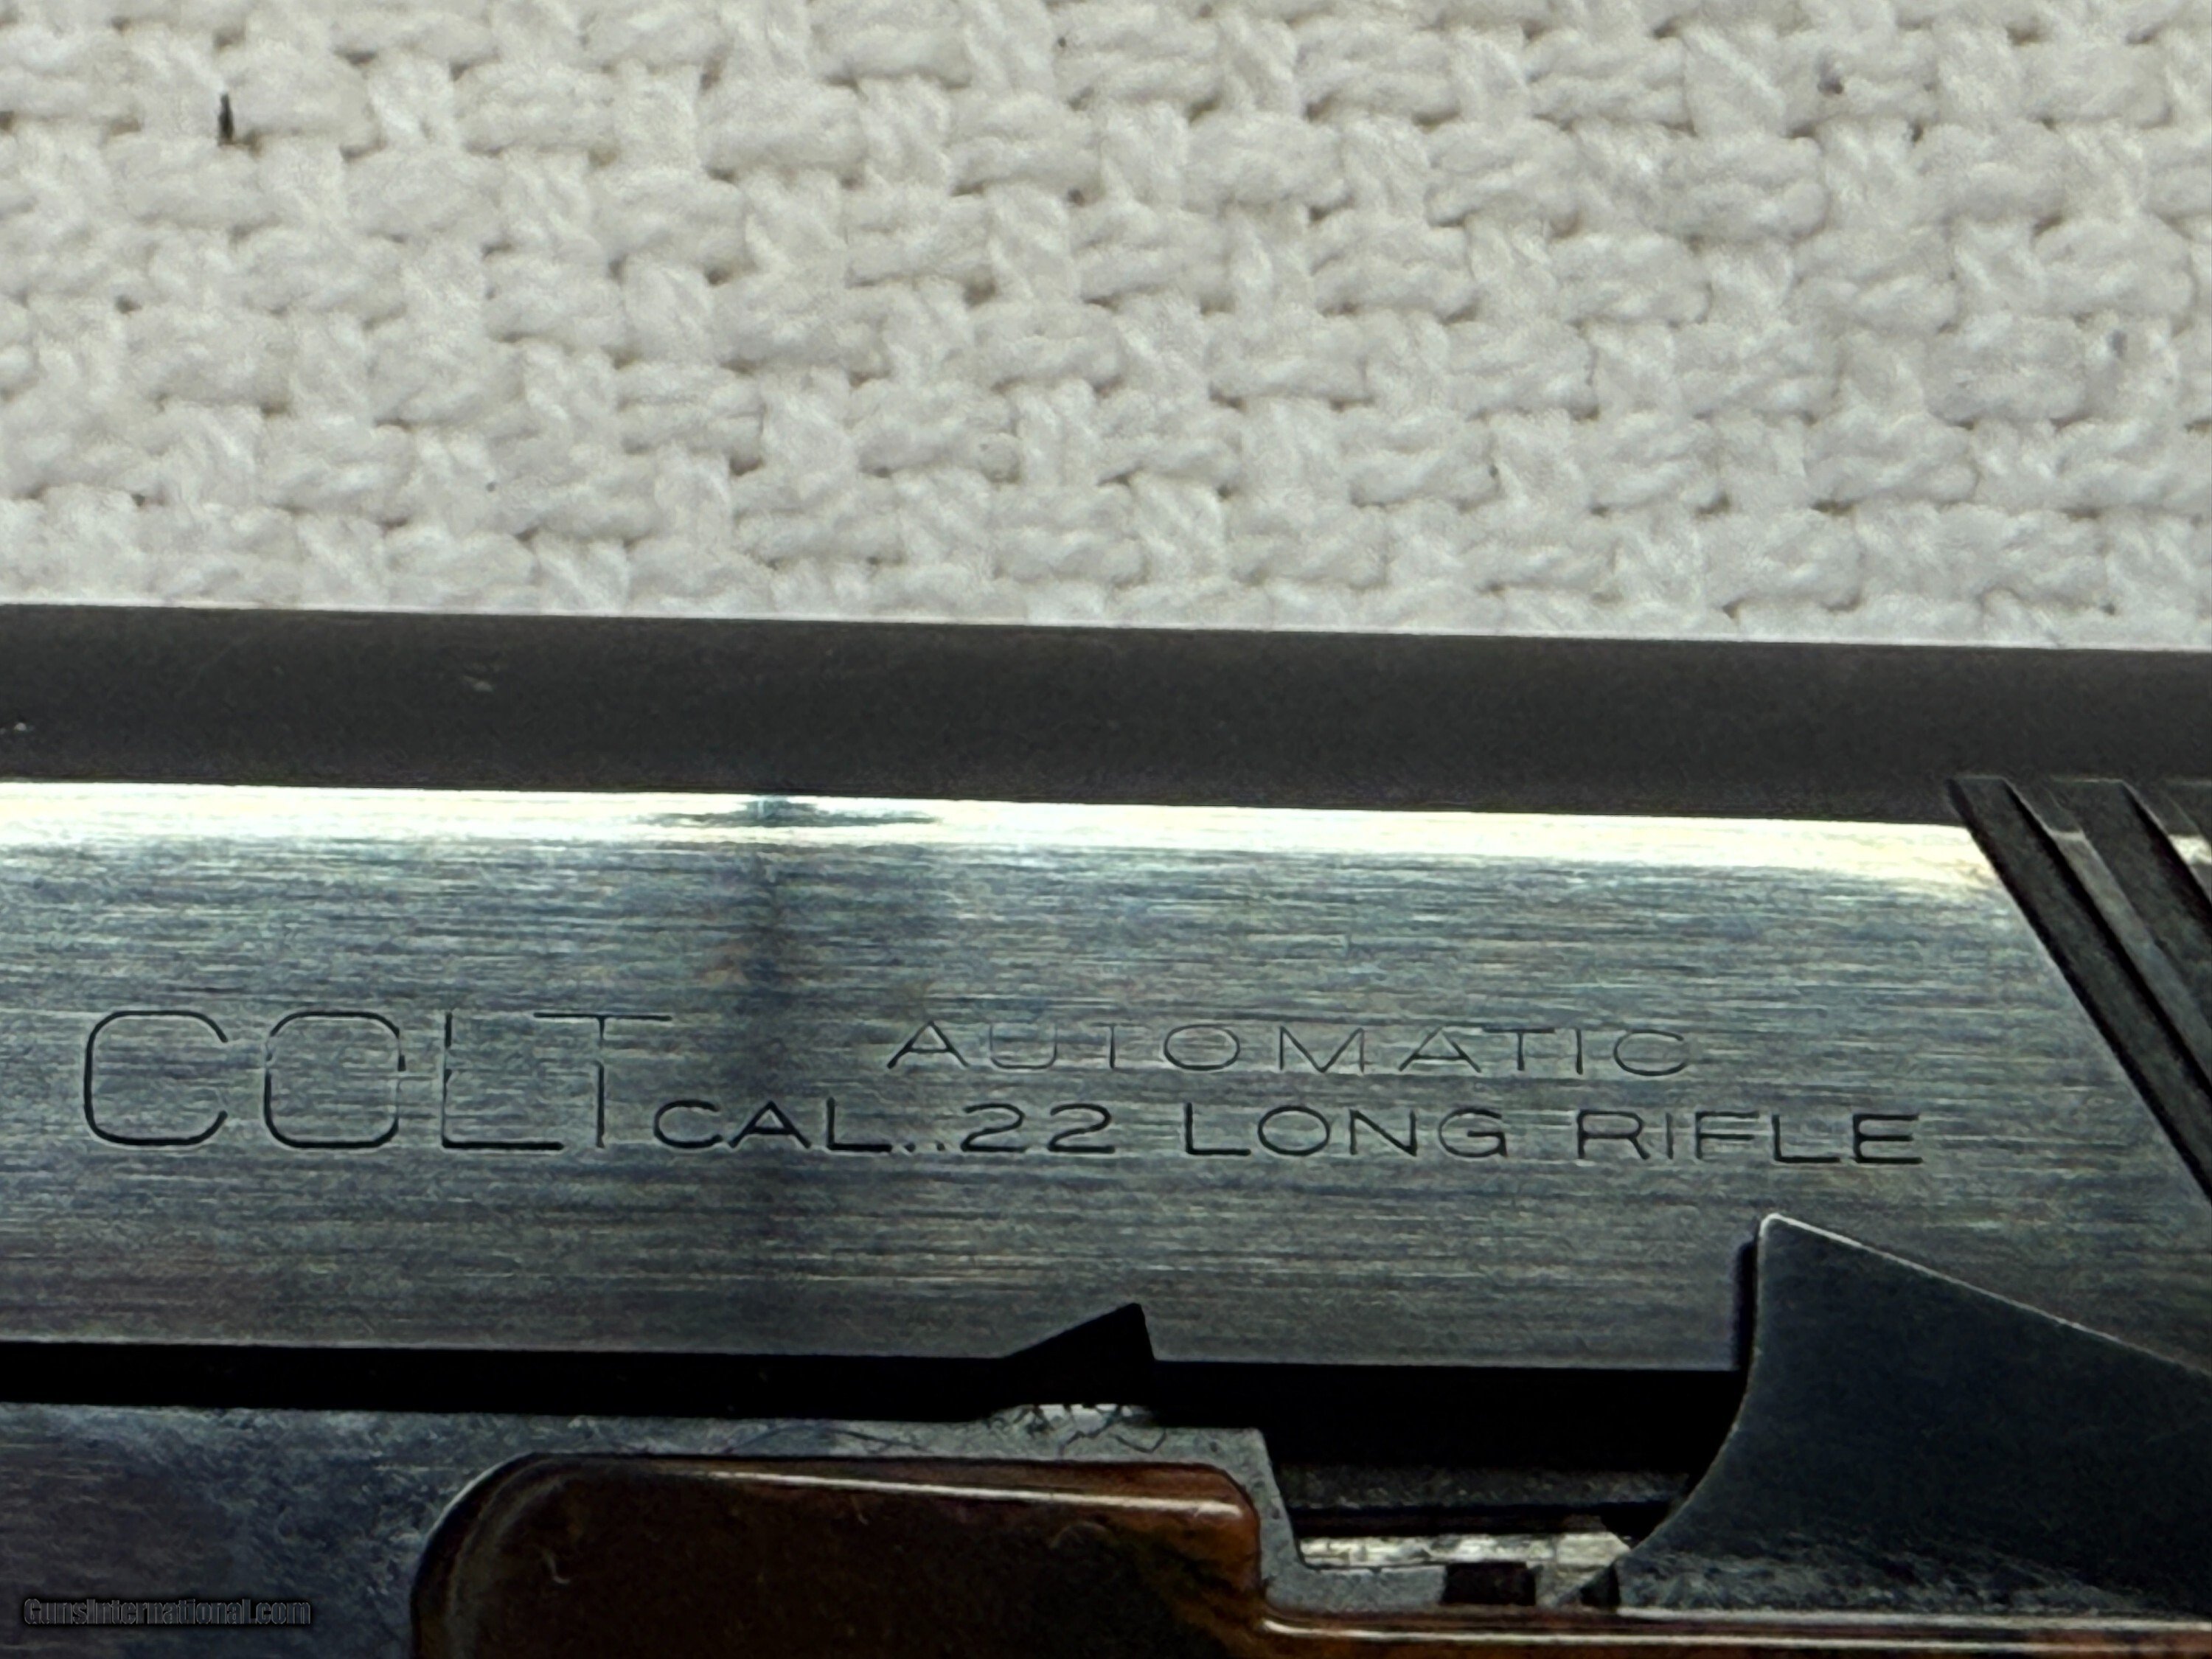 COLT AUTOMATIC
CAL..22 LONG RIFLE
GunsInternational.com